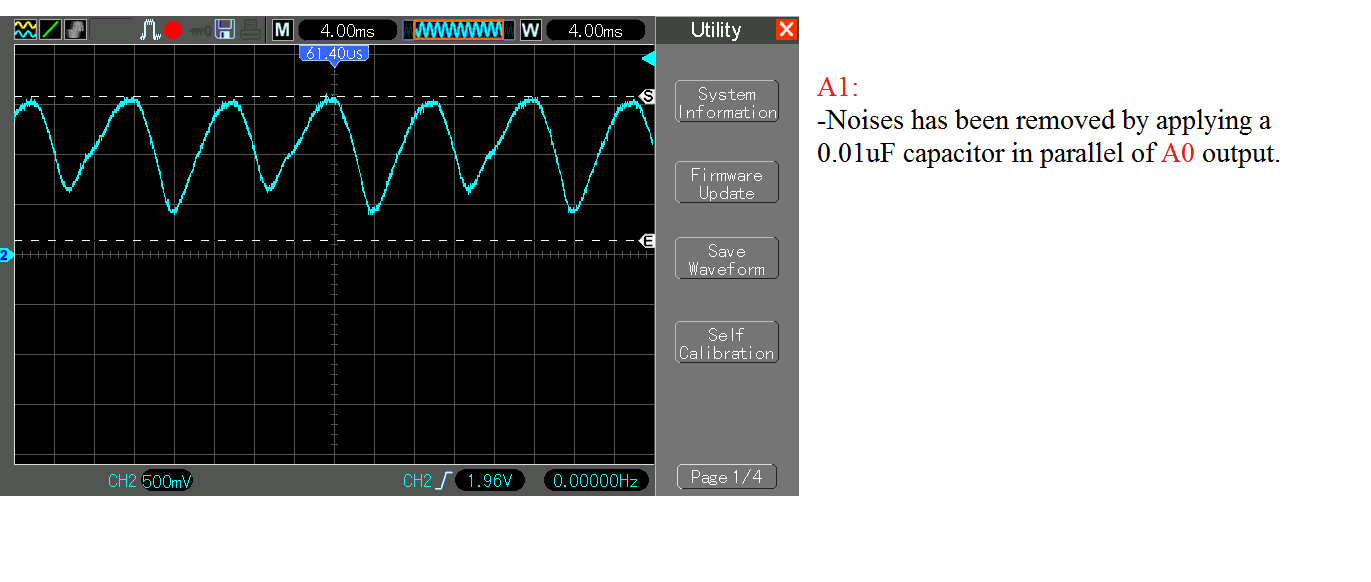 M 4.00ms W 4.00ms Utility
61.40us
S
System
Information
A1:
-Noises has been removed by applying a
0.01uF capacitor in parallel of A0 output.
Firmware
Update
E
2
Save
Waveform
Self
Calibration
CH2 500mV CH2 1.96V 0.00000Hz
Page 1/4